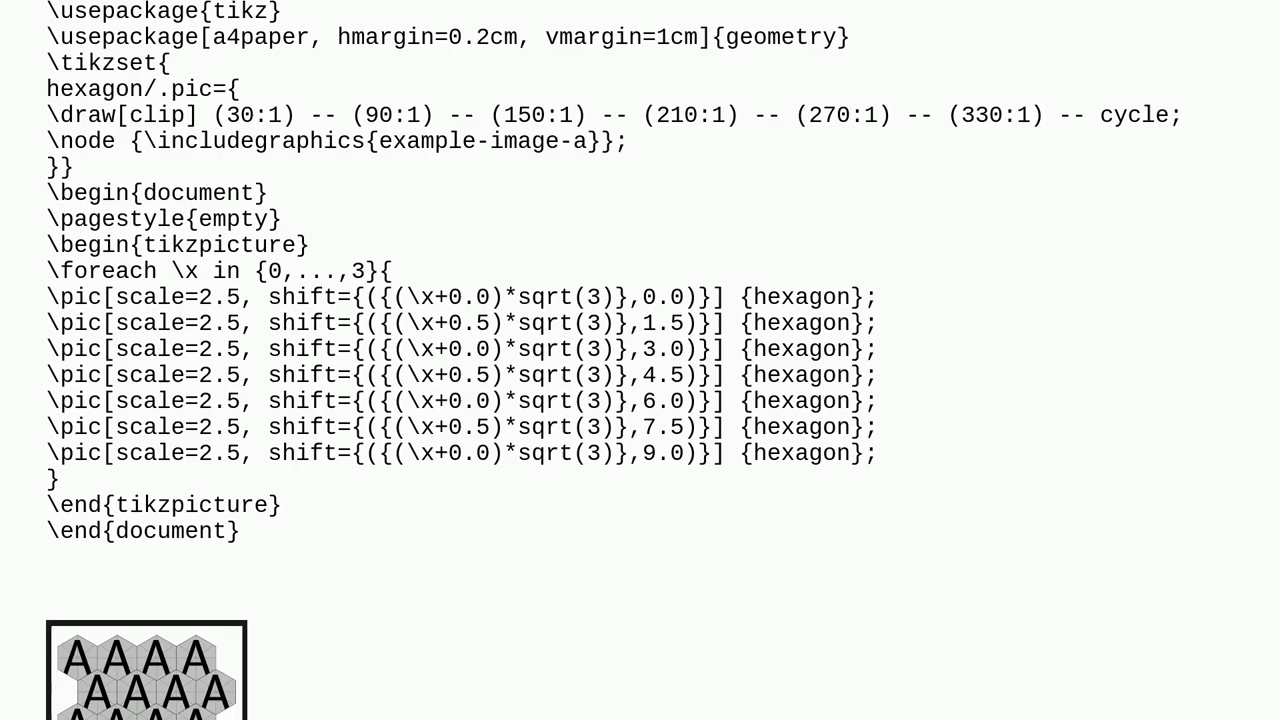 \usepackage{tikz}
\usepackage[a4paper, hmargin=0.2cm, vmargin=1cm]{geometry}
\tikzset{
hexagon/.pic={
\draw[clip] (30:1) -- (90:1) -- (150:1) -- (210:1) -- (270:1) -- (330:1) -- cycle;
\node {\includegraphics{example-image-a}};
}}
\begin{document}
\pagestyle{empty}
\begin{tikzpicture}
\foreach \x in {0,...,3}{
\pic[scale=2.5, shift={({(\x+0.0)*sqrt(3)},0.0)}] {hexagon};
\pic[scale=2.5, shift={({(\x+0.5)*sqrt(3)},1.5)}] {hexagon};
\pic[scale=2.5, shift={({(\x+0.0)*sqrt(3)},3.0)}] {hexagon};
\pic[scale=2.5, shift={({(\x+0.5)*sqrt(3)},4.5)}] {hexagon};
\pic[scale=2.5, shift={({(\x+0.0)*sqrt(3)},6.0)}] {hexagon};
\pic[scale=2.5, shift={({(\x+0.5)*sqrt(3)},7.5)}] {hexagon};
\pic[scale=2.5, shift={({(\x+0.0)*sqrt(3)},9.0)}] {hexagon};
}
\end{tikzpicture}
\end{document}
A A A A
A A A A
A A A A